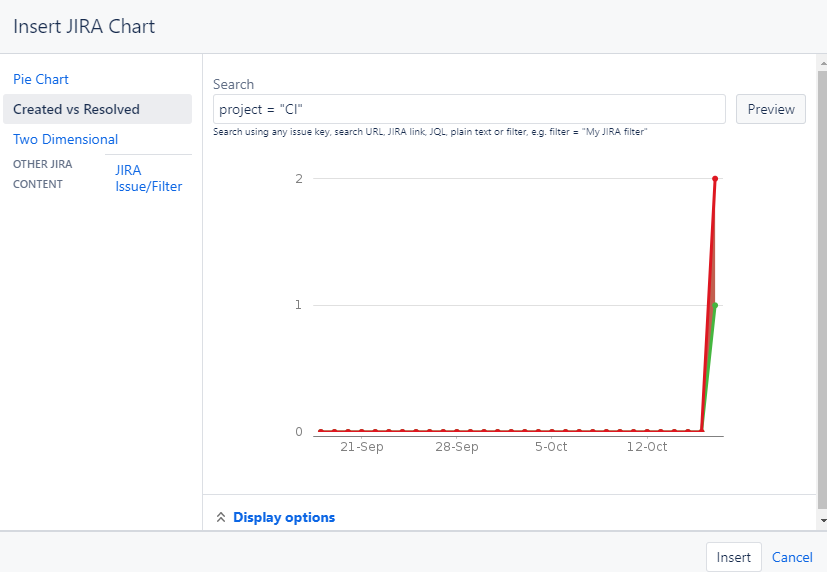 Insert JIRA Chart
Pie Chart
Created vs Resolved
Two Dimensional
OTHER JIRA
CONTENT
JIRA
Issue/Filter
Search
project = "CI"
Preview
Search using any issue key, search URL, JIRA link, JQL, plain text or filter, e.g. filter = "My JIRA filter"
2
1
0
21-Sep 28-Sep 5-Oct 12-Oct
Display options
Insert Cancel